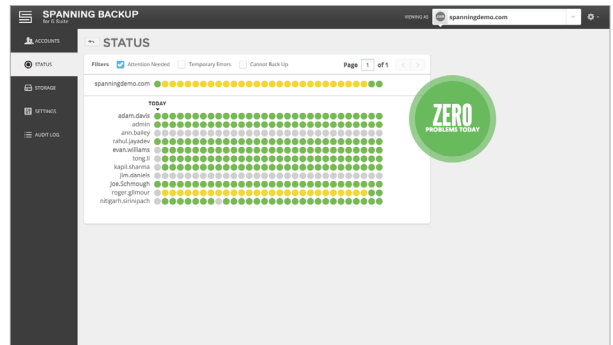 SPANNING BACKUP
for G Suite
VIEWING AS
spanningdemo.com
ACCOUNTS
STATUS
STORAGE
SETTINGS
AUDIT LOG
STATUS
Filters Attention Needed Temporary Errors Cannot Back Up Page 1 of 1
spanningdemo.com
TODAY
adam.davis
admin
ann.bailey
rahul.jayadev
evan.williams
tong.li
kapil.sharma
jim.daniels
Joe.Schmough
roger.gilmour
nitigarh.sirinipach
ZERO
PROBLEMS TODAY